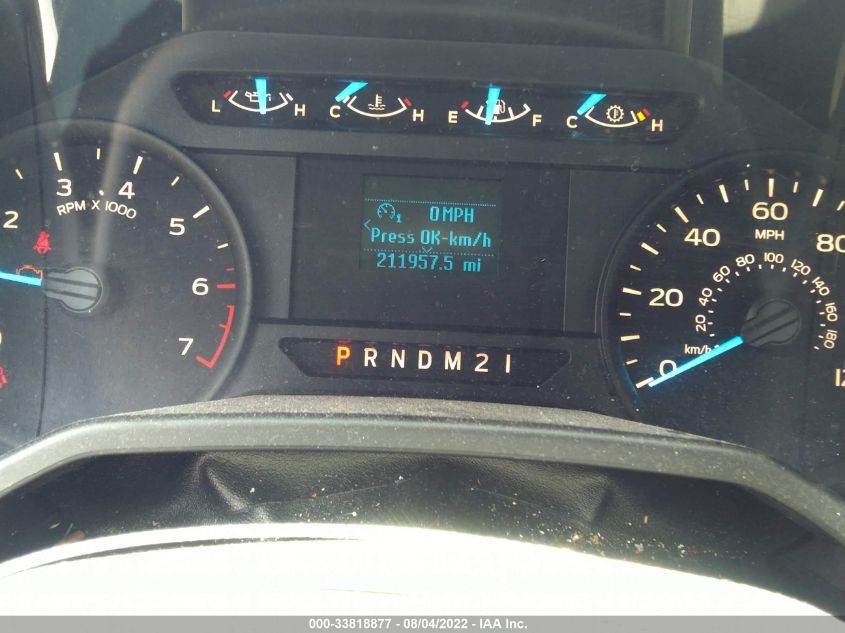 L H C H E F C H
2 3 4 5 6 7
RPM X 1000
1 0 MPH
Press OK-km/h
211957.5 mi
P R N D M 2 1
0 20 40 60 80
MPH
20 40 60 80 100 120 140 160 180
km/h
000-33818877 - 08/04/2022 - IAA Inc.